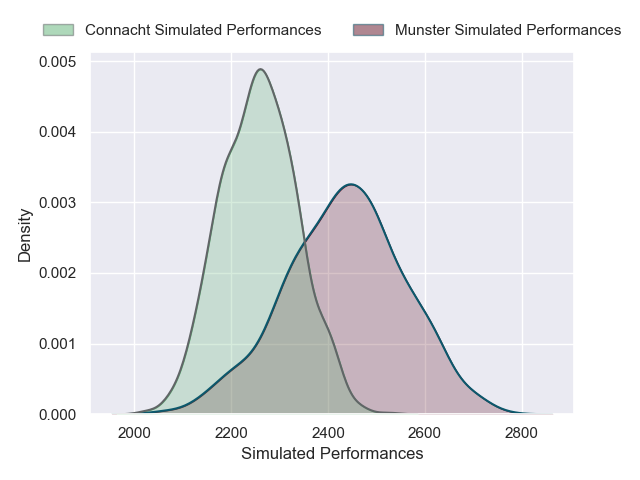 Connacht Simulated Performances
Munster Simulated Performances
0.005
0.004
0.003
0.002
0.001
0.000
Density
2000 2200 2400 2600 2800
Simulated Performances